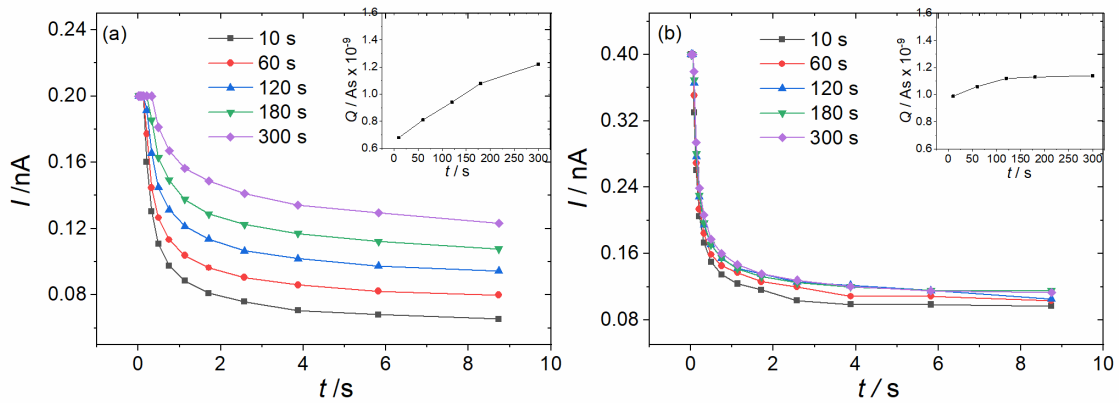 (a)
10 s
60 s
120 s
180 s
300 s
0.24
0.20
0.16
0.12
0.08
I /nA
0
2
4
6
8
10
t /s
1.6
1.4
1.2
1.0
0.8
0.6
Q / As x 10⁻⁹
0 50 100 150 200 250 300
t / s
(b)
10 s
60 s
120 s
180 s
300 s
0.40
0.32
0.24
0.16
0.08
I / nA
0
2
4
6
8
10
t / s
1.6
1.4
1.2
1.0
0.8
0.6
Q / As x 10⁻⁹
0 50 100 150 200 250 300
t / s